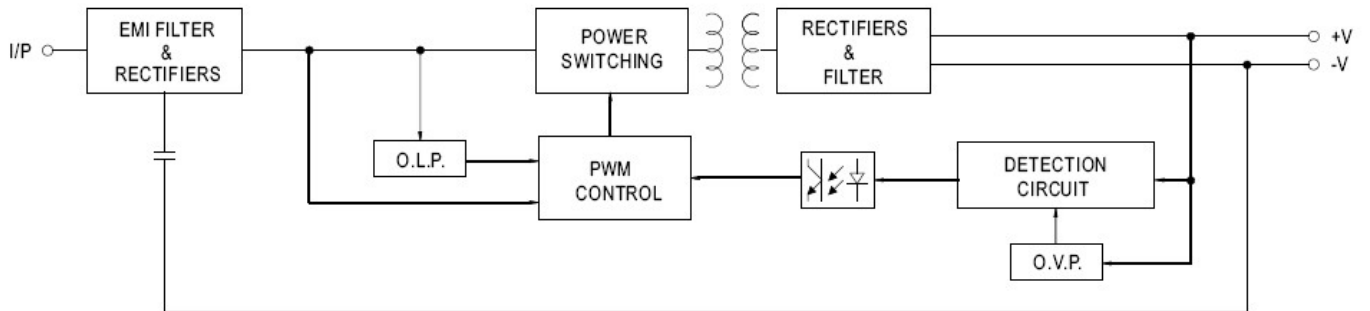 I/P
EMI FILTER
&
RECTIFIERS
POWER
SWITCHING
RECTIFIERS
&
FILTER
+V
-V
O.L.P.
PWM
CONTROL
DETECTION
CIRCUIT
O.V.P.